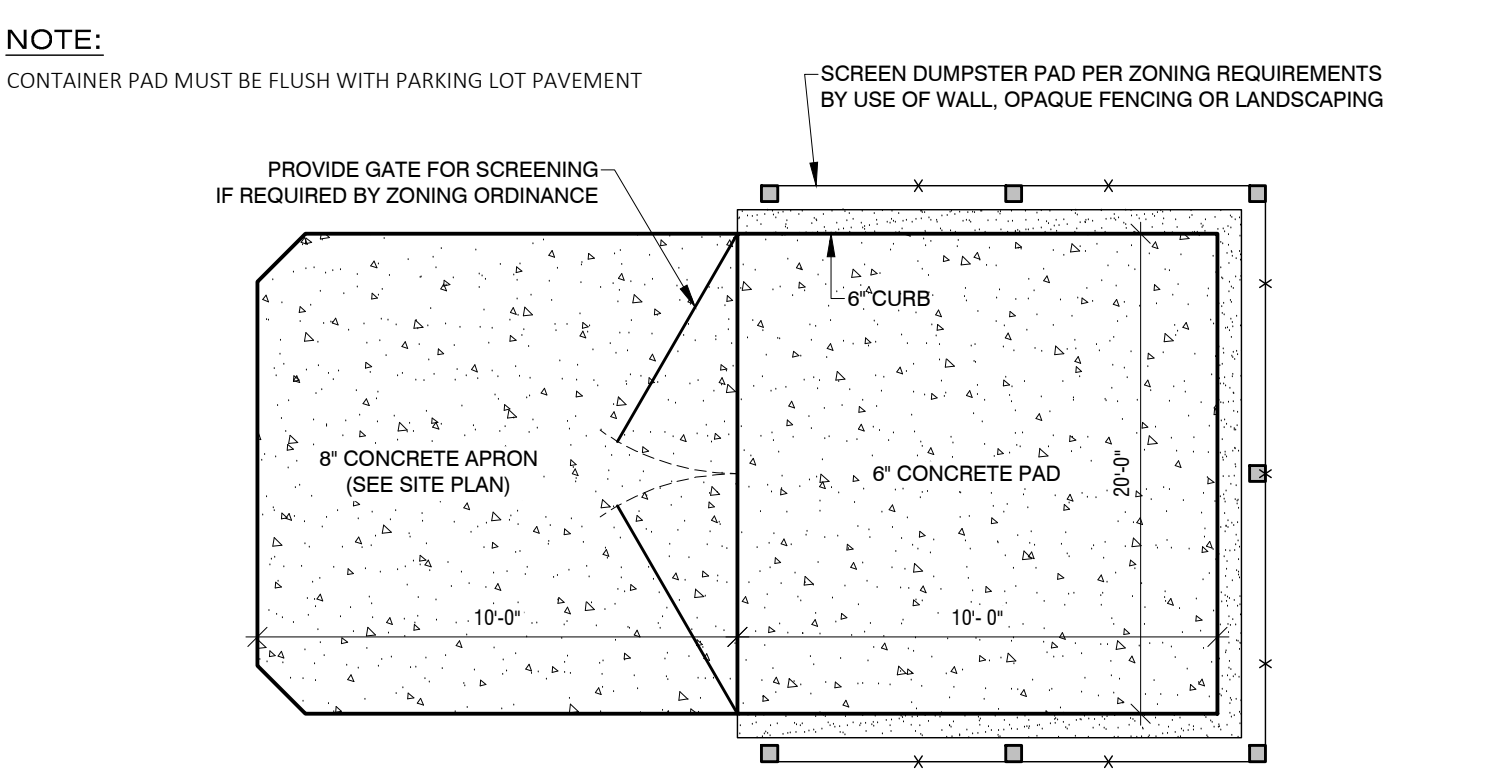 NOTE:
CONTAINER PAD MUST BE FLUSH WITH PARKING LOT PAVEMENT
SCREEN DUMPSTER PAD PER ZONING REQUIREMENTS
BY USE OF WALL, OPAQUE FENCING OR LANDSCAPING
PROVIDE GATE FOR SCREENING
IF REQUIRED BY ZONING ORDINANCE
6" CURB
8" CONCRETE APRON
(SEE SITE PLAN)
6" CONCRETE PAD
20'-0"
10'-0"
10'- 0"